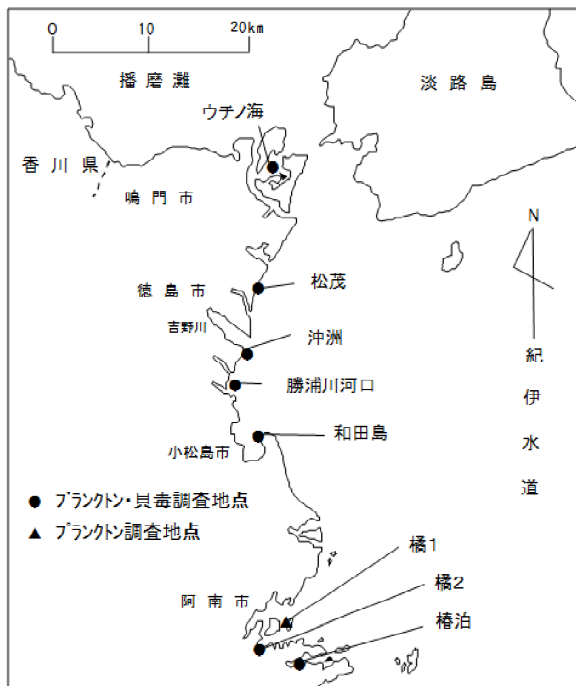 0 10 20km
播磨灘
淡路島
ウチノ海
香川県
鳴門市
N
徳島市
松茂
吉野川
沖洲
紀伊水道
勝浦川河口
和田島
小松島市
● プランクトン・貝毒調査地点
▲ プランクトン調査地点
橘1
橘2
阿南市
椿泊